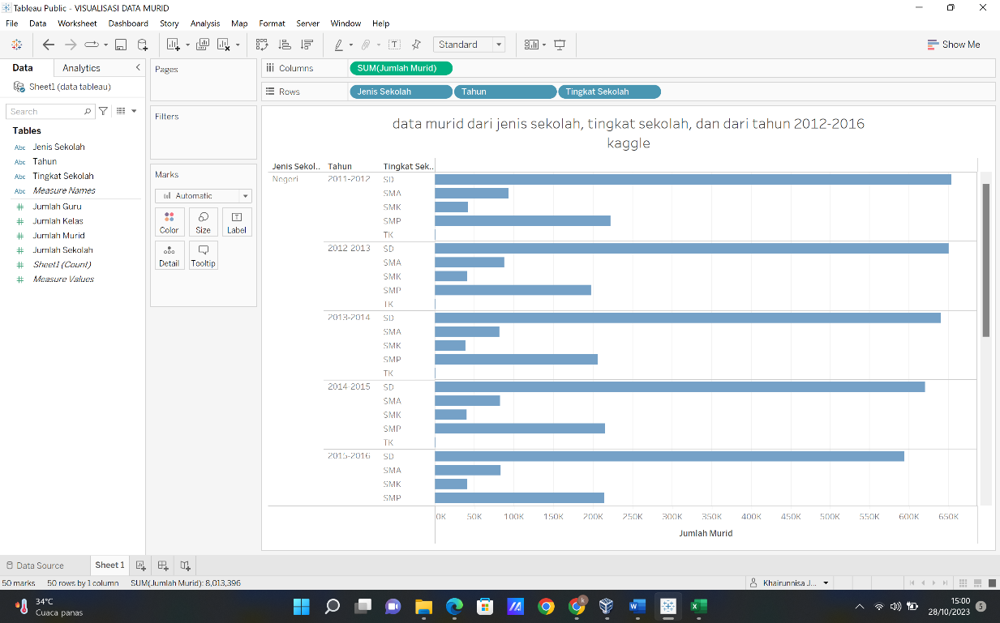 Tableau Public - VISUALISASI DATA MURID
File Data Worksheet Dashboard Story Analysis Map Format Server Window Help
Standard
Show Me
Data Analytics
Sheet1 (data tableau)
Search
Tables
Abc Jenis Sekolah
Abc Tahun
Abc Tingkat Sekolah
Abc Measure Names
# Jumlah Guru
# Jumlah Kelas
# Jumlah Murid
# Jumlah Sekolah
# Sheet1 (Count)
# Measure Values
Pages
Filters
Marks
Automatic
Color Size Label
Detail Tooltip
Columns SUM(Jumlah Murid)
Rows Jenis Sekolah Tahun Tingkat Sekolah
data murid dari jenis sekolah, tingkat sekolah, dan dari tahun 2012-2016
kaggle
Jenis Sekol.. Tahun Tingkat Sek..
Negeri 2011-2012 SD
SMA
SMK
SMP
TK
2012-2013 SD
SMA
SMK
SMP
TK
2013-2014 SD
SMA
SMK
SMP
TK
2014-2015 SD
SMA
SMK
SMP
TK
2015-2016 SD
SMA
SMK
SMP
0K 50K 100K 150K 200K 250K 300K 350K 400K 450K 500K 550K 600K 650K
Jumlah Murid
Data Source Sheet 1
50 marks 50 rows by 1 column SUM(Jumlah Murid): 8,013,396
Khairunnisa J...
34°C
Cuaca panas
15:00
28/10/2023
5